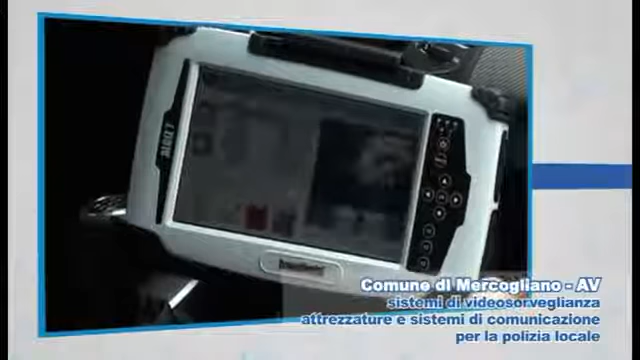 Comune di Mercogliano - AV
sistemi di videosorveglianza
attrezzature e sistemi di comunicazione
per la polizia locale